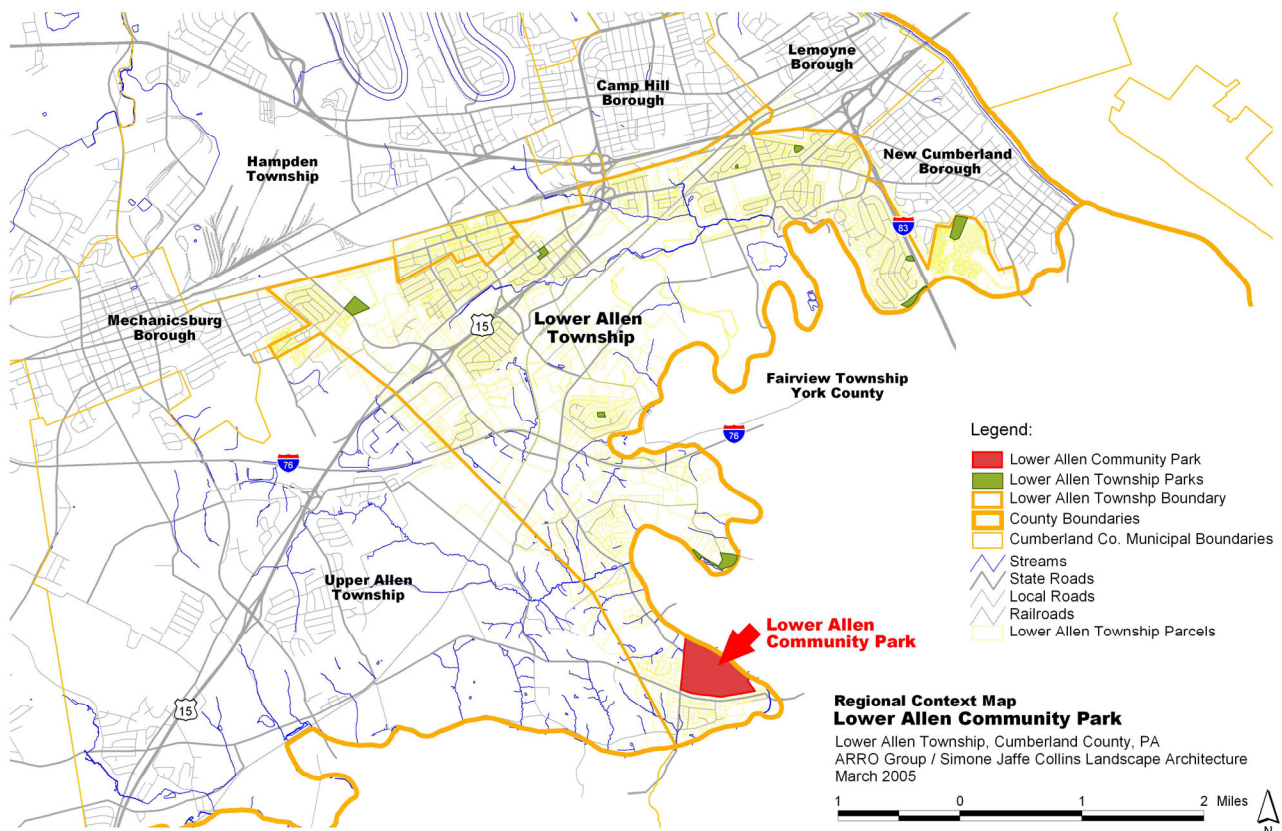 Lemoyne
Borough
Camp Hill
Borough
Hampden
Township
New Cumberland
Borough
83
Mechanicsburg
Borough
15
Lower Allen
Township
Fairview Township
York County
76
76
Upper Allen
Township
15
Lower Allen
Community Park
Legend:
Lower Allen Community Park
Lower Allen Township Parks
Lower Allen Townshp Boundary
County Boundaries
Cumberland Co. Municipal Boundaries
Streams
State Roads
Local Roads
Railroads
Lower Allen Township Parcels
Regional Context Map
Lower Allen Community Park
Lower Allen Township, Cumberland County, PA
ARRO Group / Simone Jaffe Collins Landscape Architecture
March 2005
1 0 1 2 Miles
N